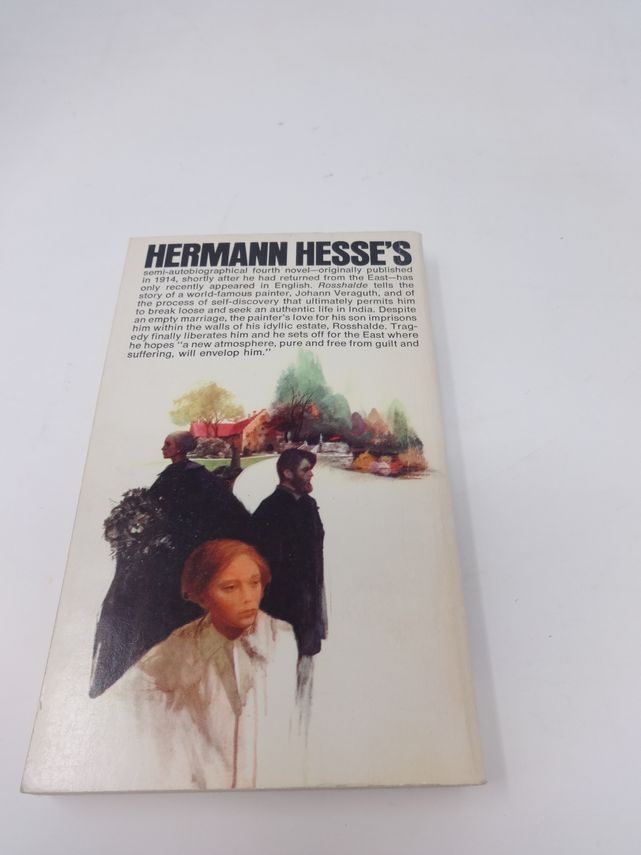 HERMANN HESSE'S
semi-autobiographical fourth novel—originally published
in 1914, shortly after he had returned from the East—has
only recently appeared in English. Rosshalde tells the
story of a world-famous painter, Johann Veraguth, and of
the process of self-discovery that ultimately permits him
to break loose and seek an authentic life in India. Despite
an empty marriage, the painter's love for his son imprisons
him within the walls of his idyllic estate, Rosshalde. Trag-
edy finally liberates him and he sets off for the East where
he hopes "a new atmosphere, pure and free from guilt and
suffering, will envelop him."